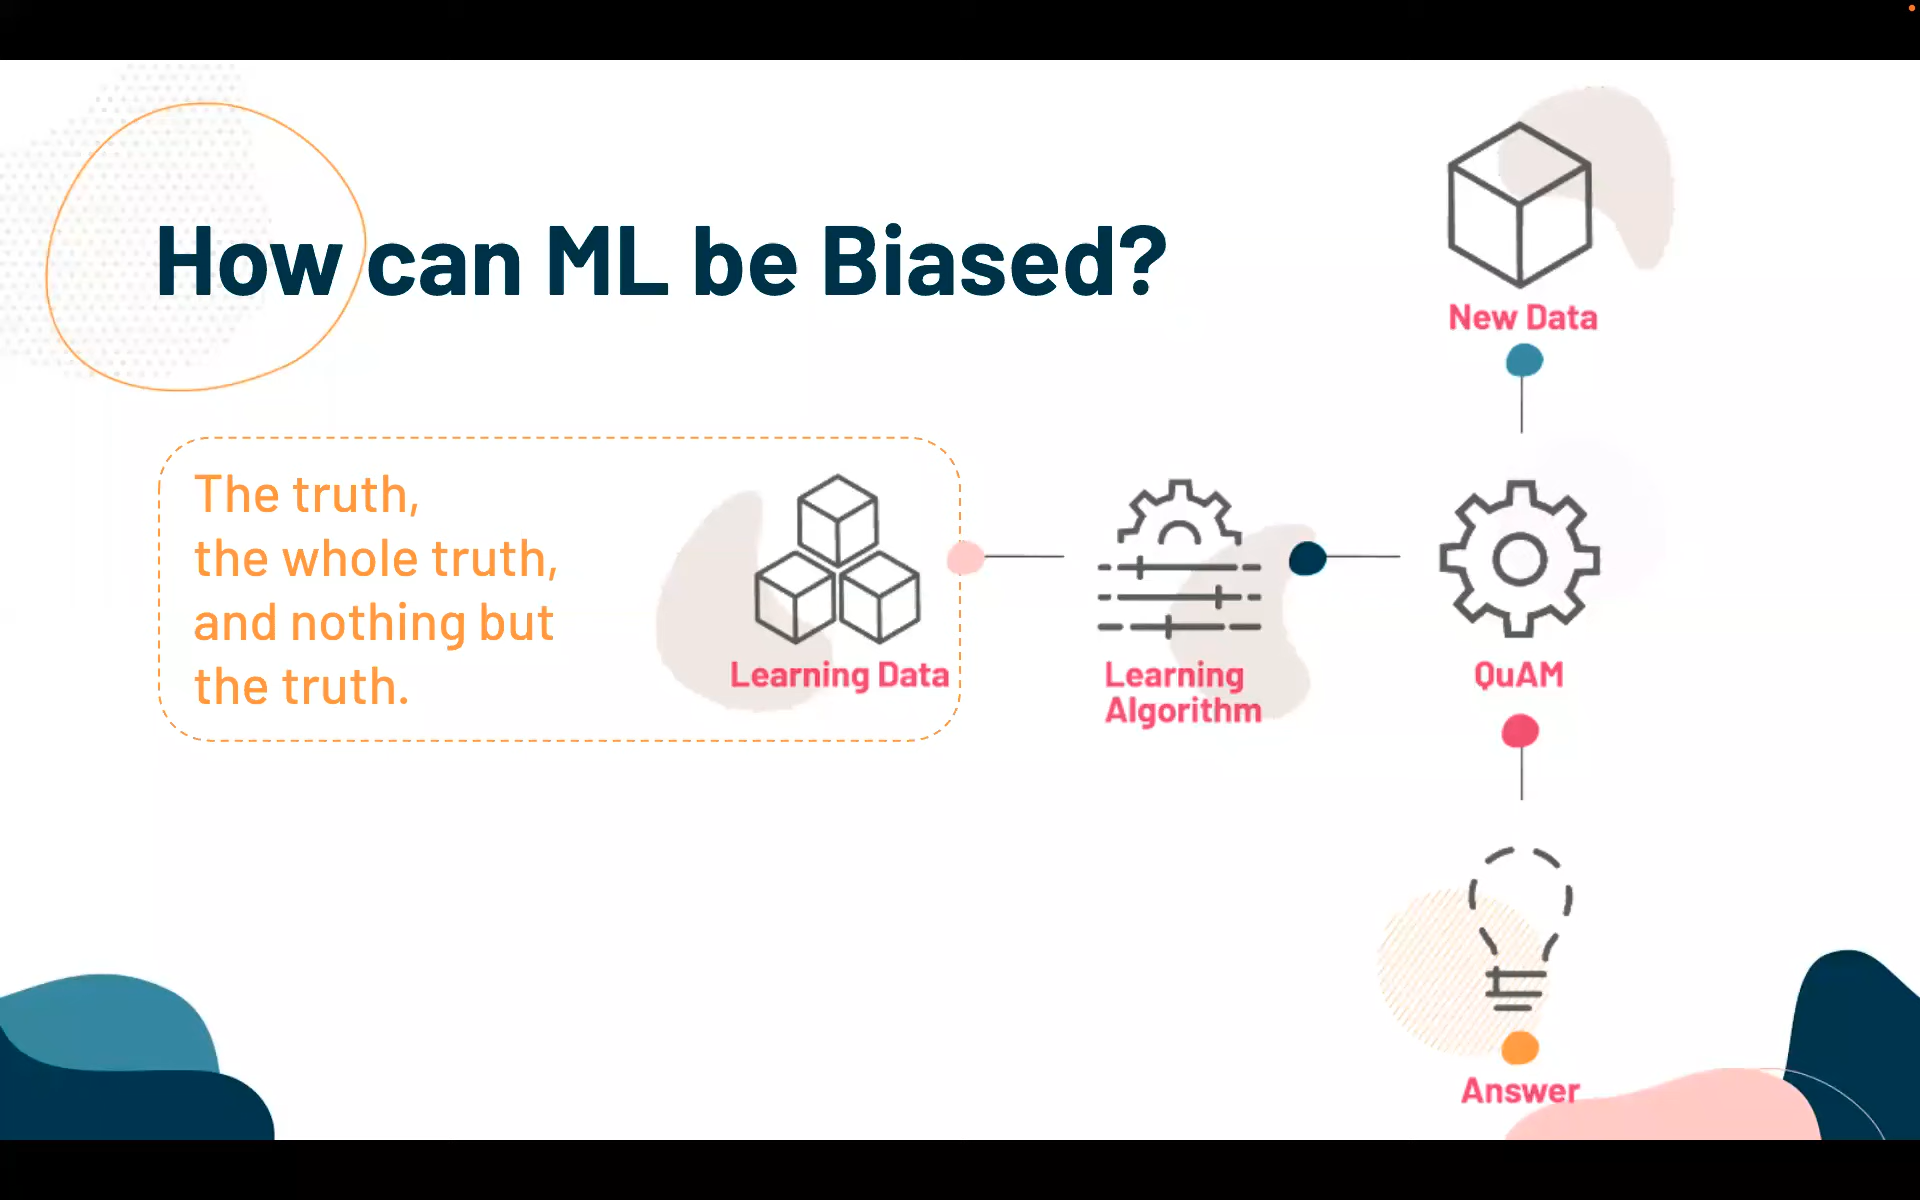 How can ML be Biased?
The truth,
the whole truth,
and nothing but
the truth.
Learning Data
Learning
Algorithm
New Data
QuAM
Answer